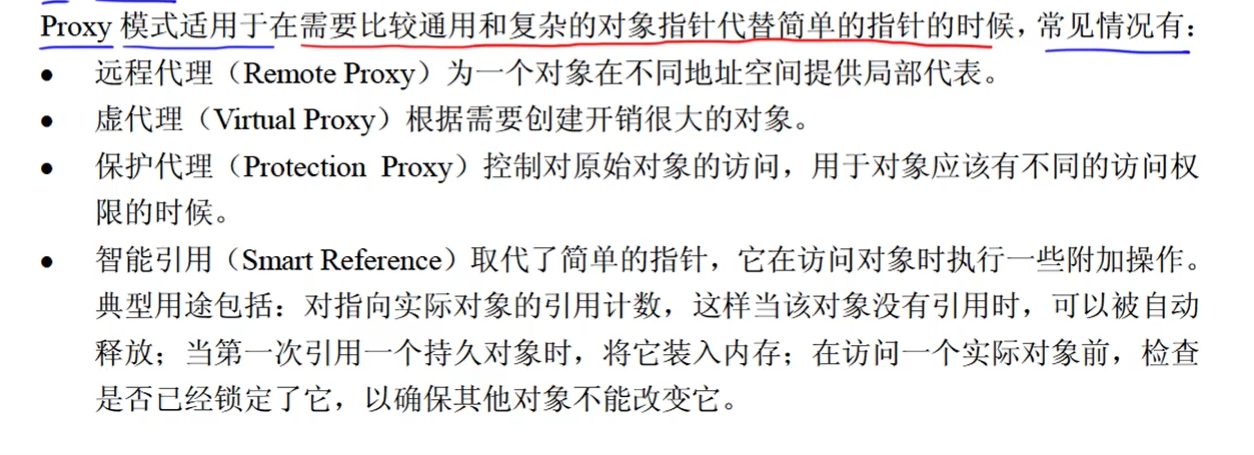 Proxy 模式适用于在需要比较通用和复杂的对象指针代替简单的指针的时候，常见情况有：
● 远程代理（Remote Proxy）为一个对象在不同地址空间提供局部代表。
● 虚代理（Virtual Proxy）根据需要创建开销很大的对象。
● 保护代理（Protection Proxy）控制对原始对象的访问，用于对象应该有不同的访问权
限的时候。
● 智能引用（Smart Reference）取代了简单的指针，它在访问对象时执行一些附加操作。
典型用途包括：对指向实际对象的引用计数，这样当该对象没有引用时，可以被自动
释放；当第一次引用一个持久对象时，将它装入内存；在访问一个实际对象前，检查
是否已经锁定了它，以确保其他对象不能改变它。